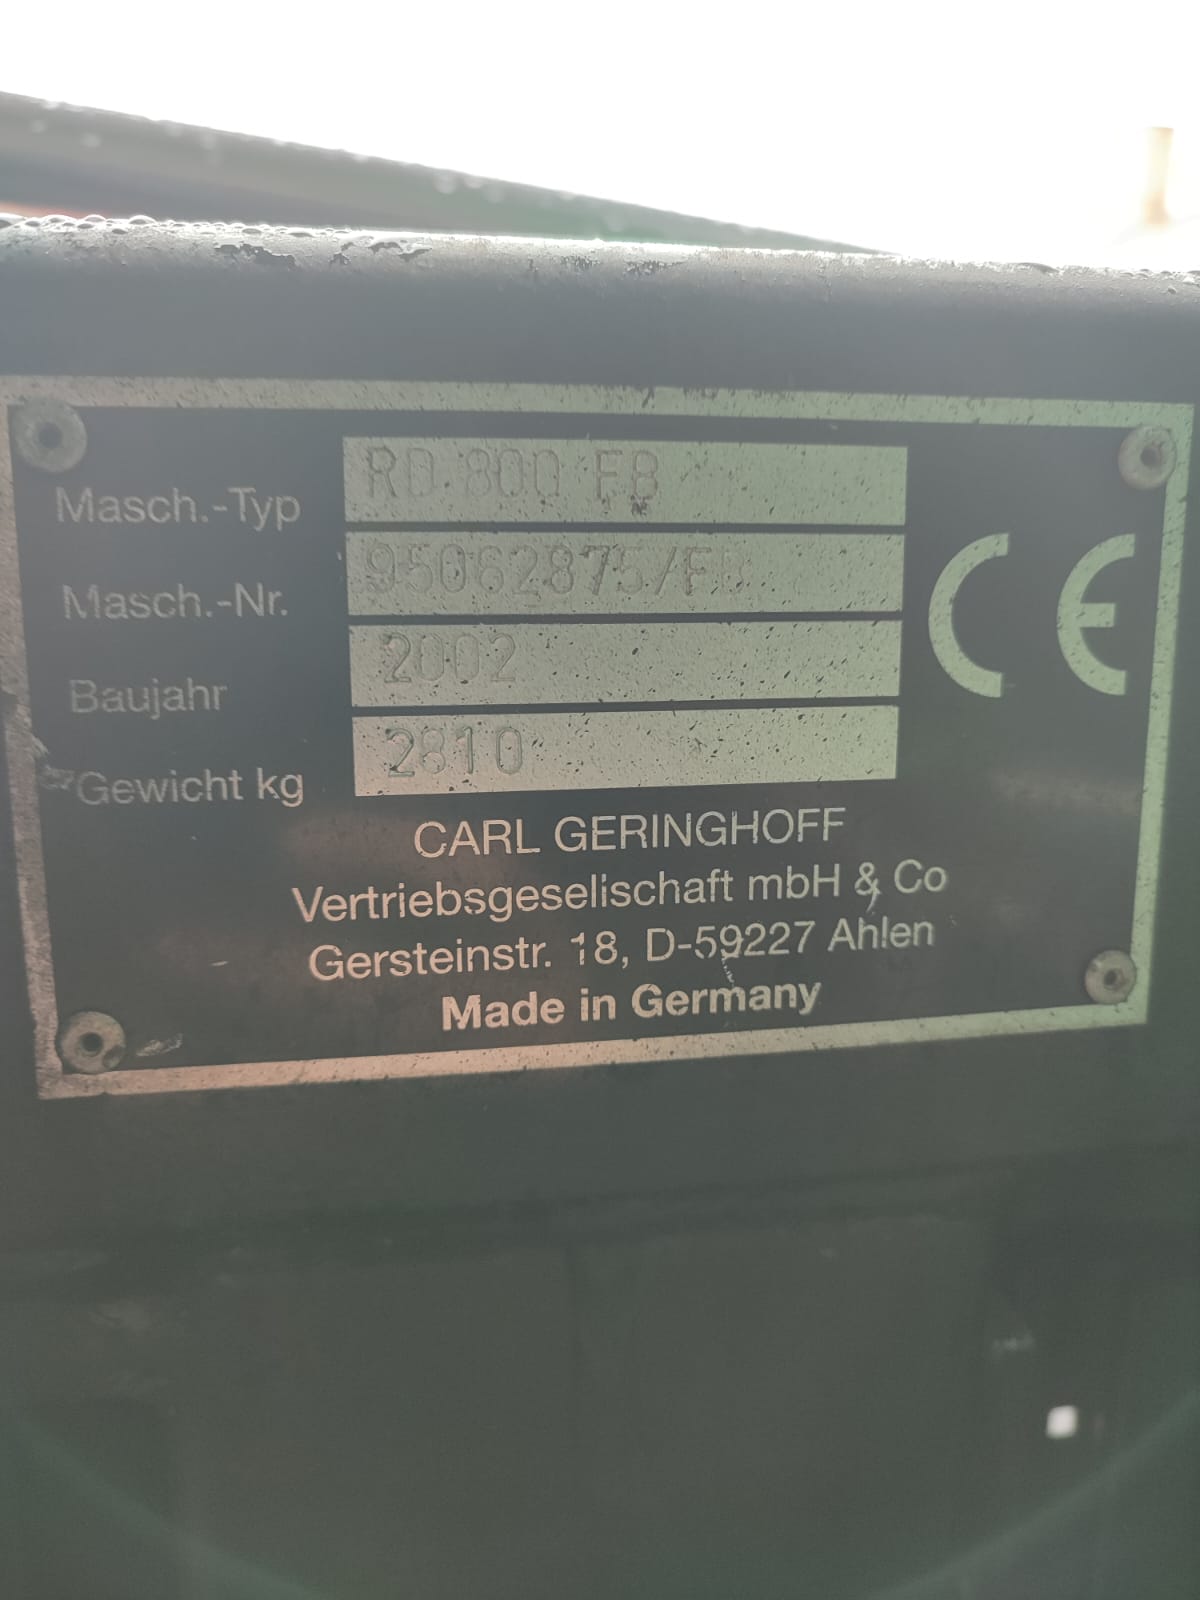 Masch.-Typ RD 800 FB
Masch.-Nr. 95062875/FB
Baujahr 2002
Gewicht kg 2810
CE
CARL GERINGHOFF
Vertriebsgesellschaft mbH & Co
Gersteinstr. 18, D-59227 Ahlen
Made in Germany